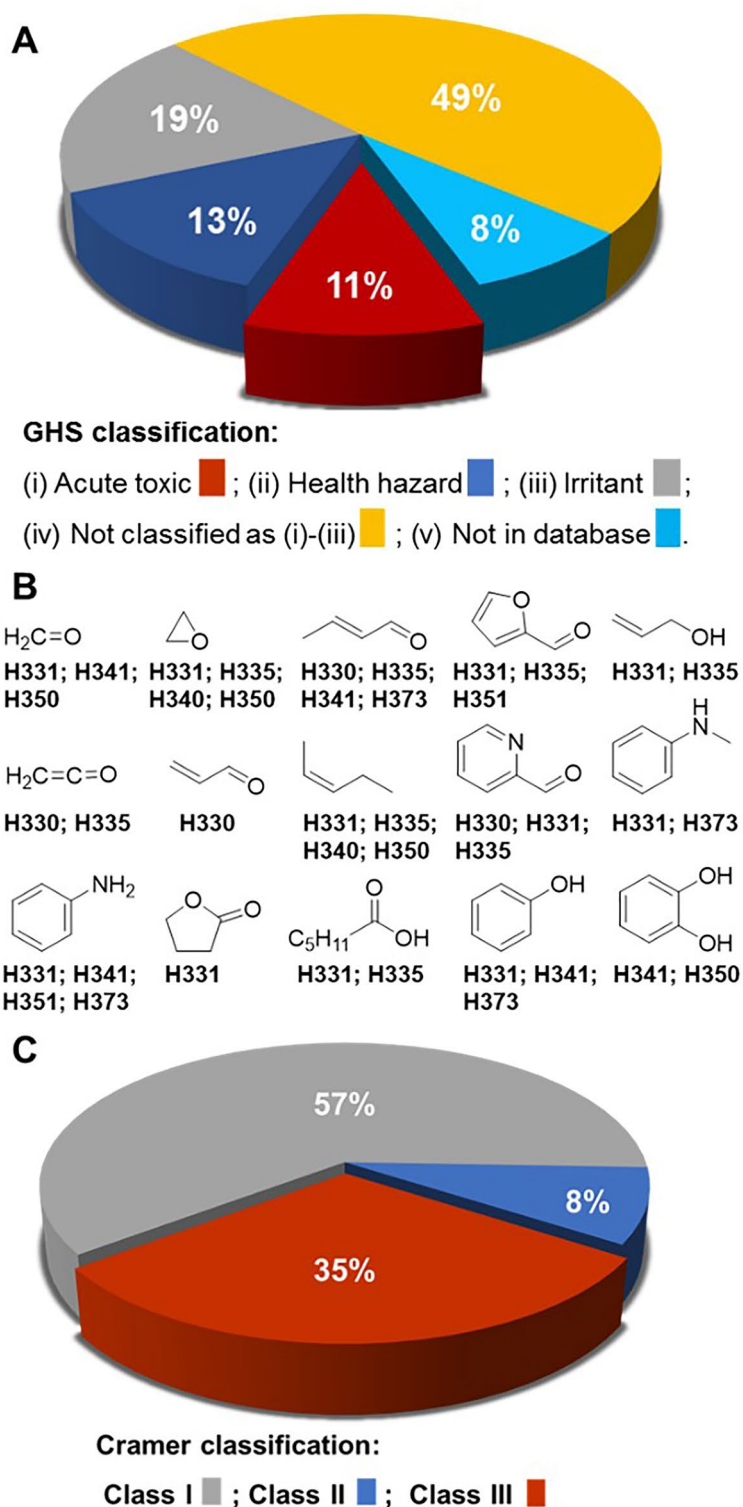 A
49%
19%
13%
8%
11%
GHS classification:
(i) Acute toxic ; (ii) Health hazard ; (iii) Irritant ;
(iv) Not classified as (i)-(iii) ; (v) Not in database .
B
H₂C=O
O
O
O
O
OH
H331; H341;
H350
H331; H335;
H340; H350
H330; H335;
H341; H373
H331; H335;
H351
H331; H335
H₂C=C=O
O
N
O
H
N
H330; H335
H330
H331; H335;
H340; H350
H330; H331;
H335
H331; H373
NH₂
O
O
C₅H₁₁
O
OH
OH
OH
OH
H331; H341;
H351; H373
H331
H331; H335
H331; H341;
H373
H341; H350
C
57%
8%
35%
Cramer classification:
Class I ; Class II ; Class III